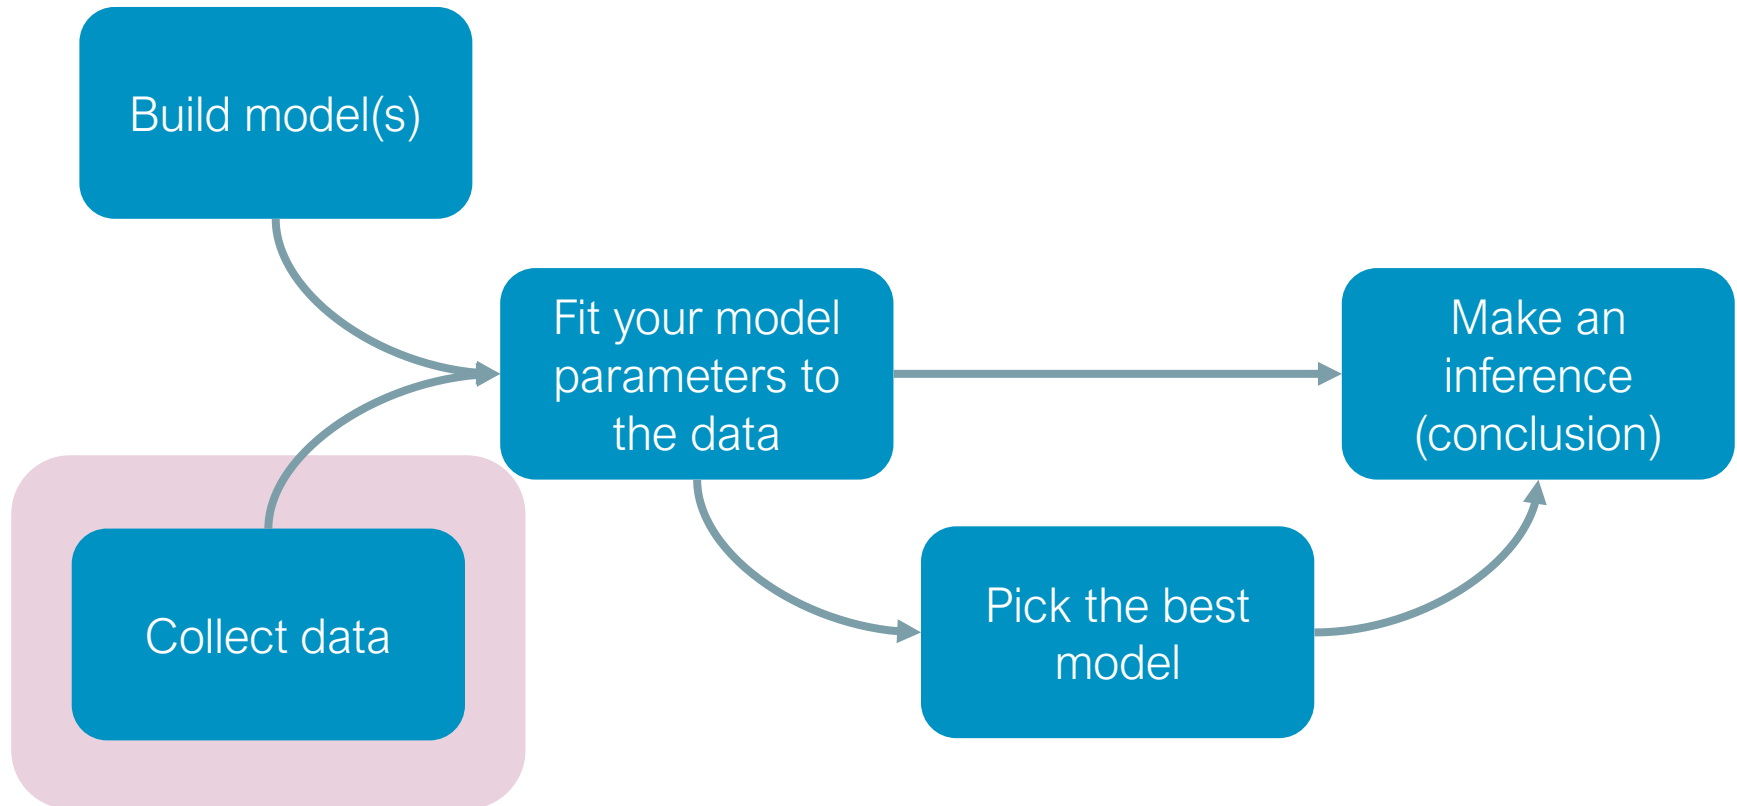 Build model(s)
Fit your model
parameters to
the data
Make an
inference
(conclusion)
Collect data
Pick the best
model